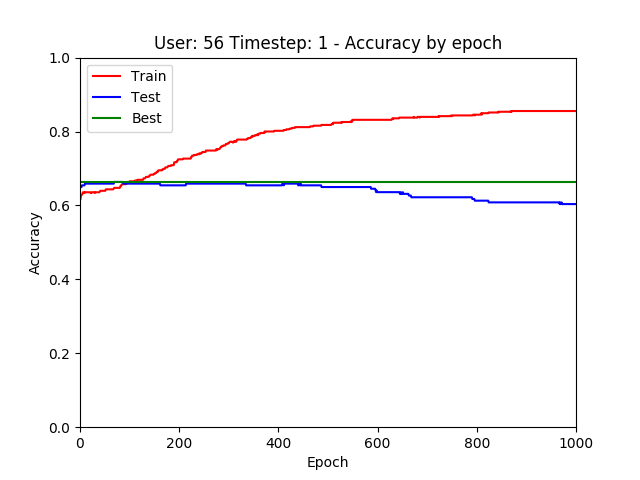 User: 56 Timestep: 1 - Accuracy by epoch
Train
Test
Best
Accuracy
1.0
0.8
0.6
0.4
0.2
0.0
0 200 400 600 800 1000
Epoch